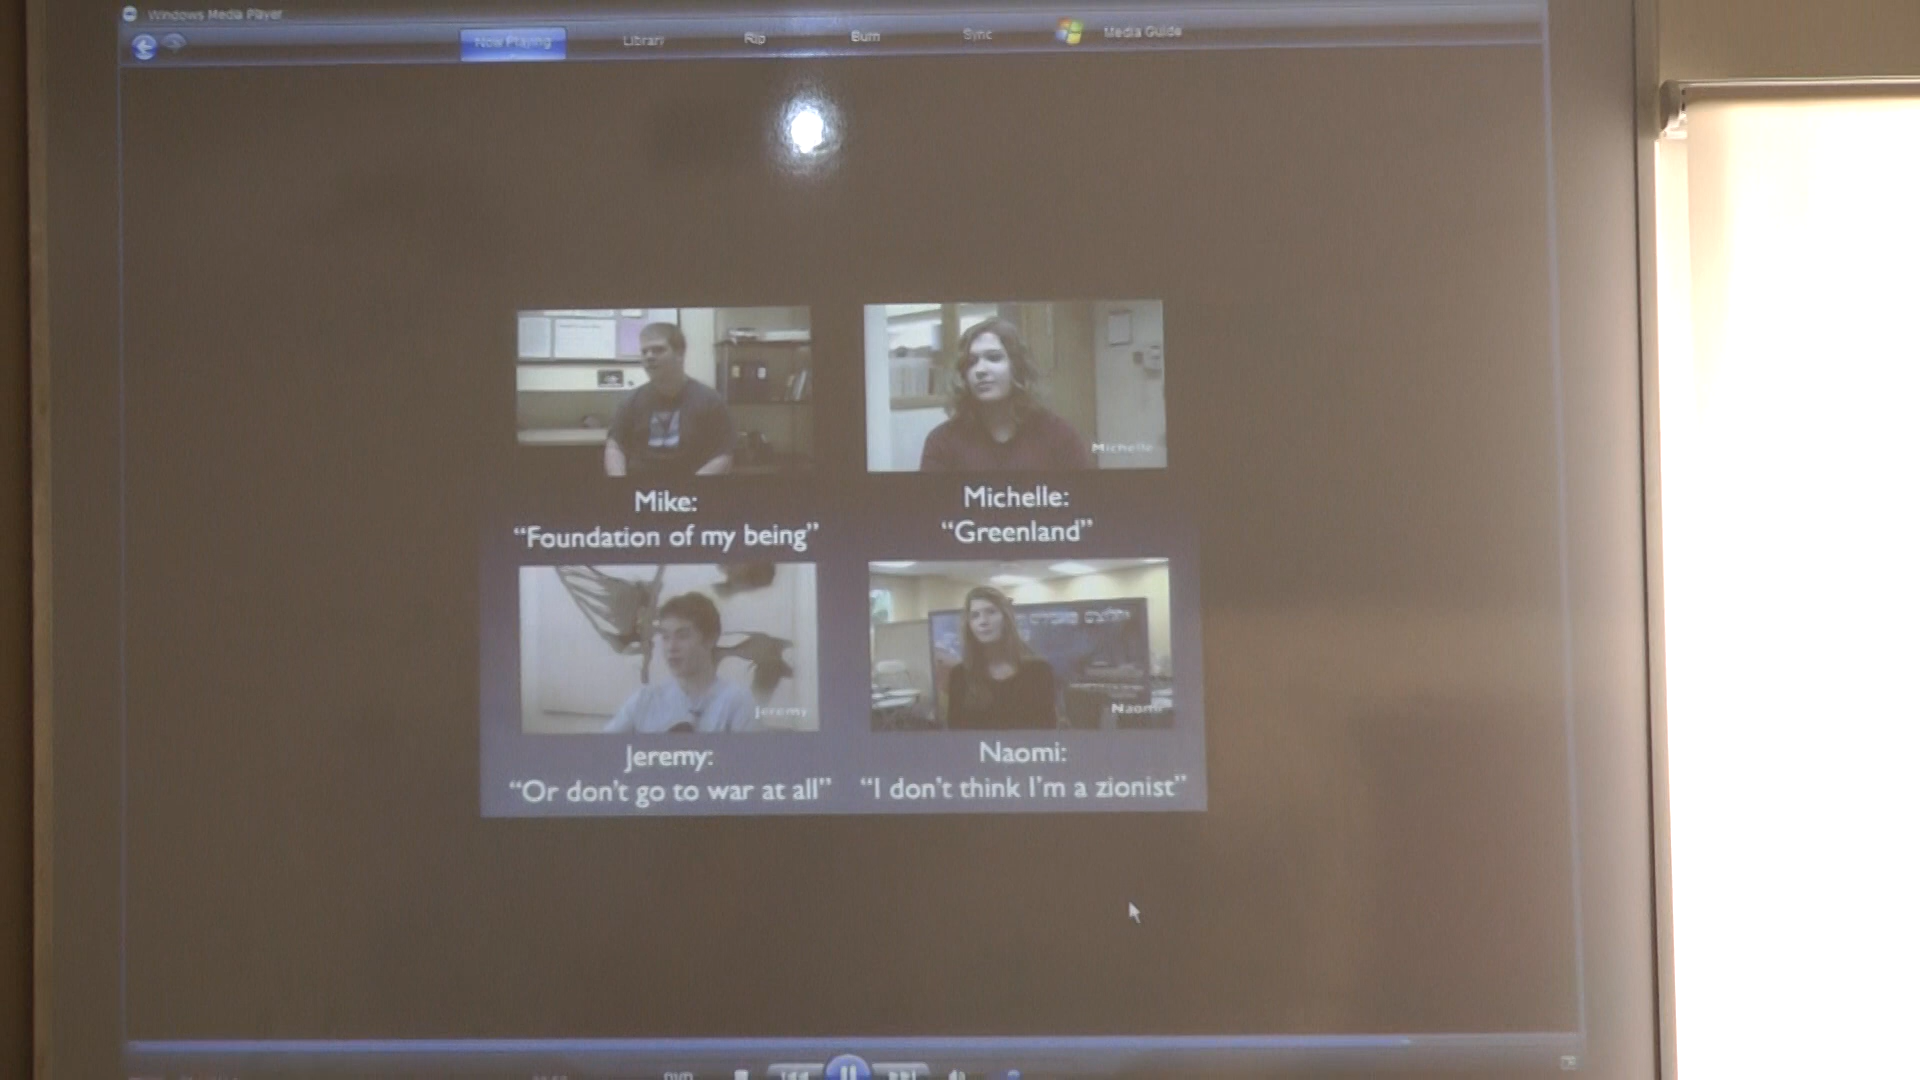 Windows Media Player
Now Playing
Library
Rip
Burn
Sync
Media Guide
Michelle
Mike:
“Foundation of my being”
Michelle:
“Greenland”
Jeremy
Naomi
Jeremy:
“Or don’t go to war at all”
Naomi:
“I don’t think I’m a zionist”
DVD